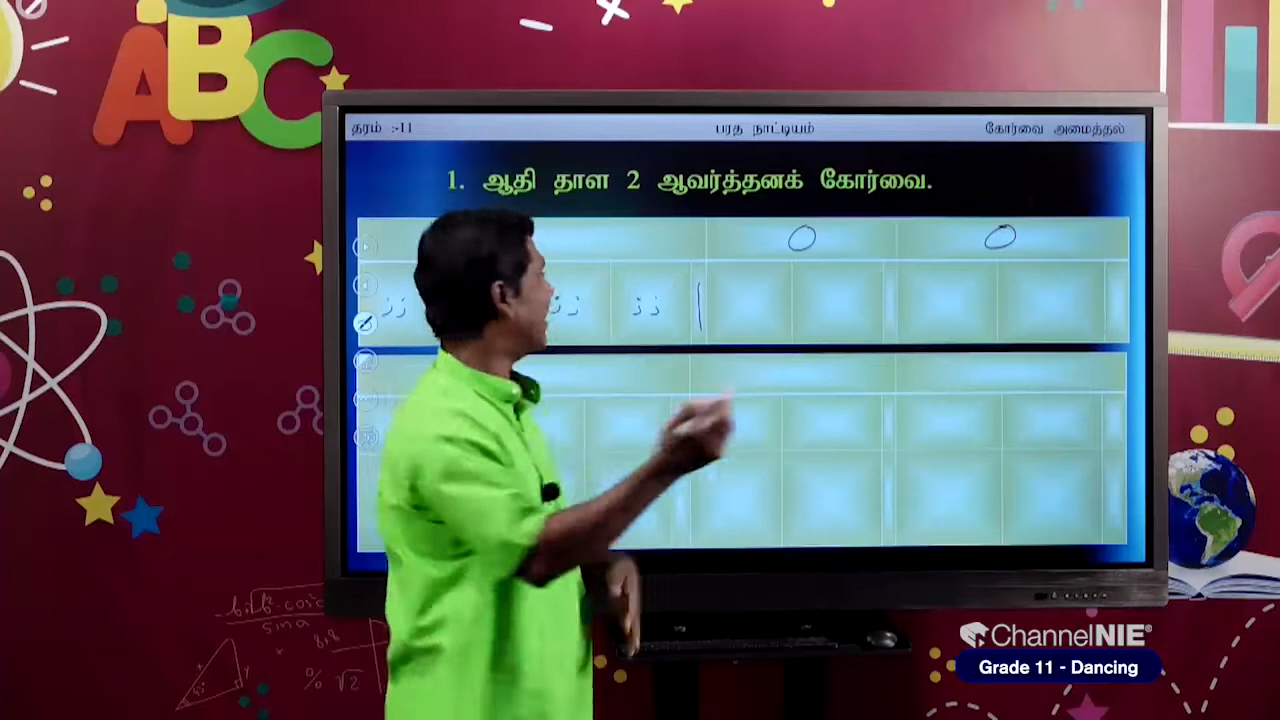 ABC
தரம் :-11 பரத நாட்டியம் கோர்வை அமைத்தல்
1. ஆதி தாள 2 ஆவர்த்தனக் கோர்வை.
ChannelNIE®
Grade 11 - Dancing